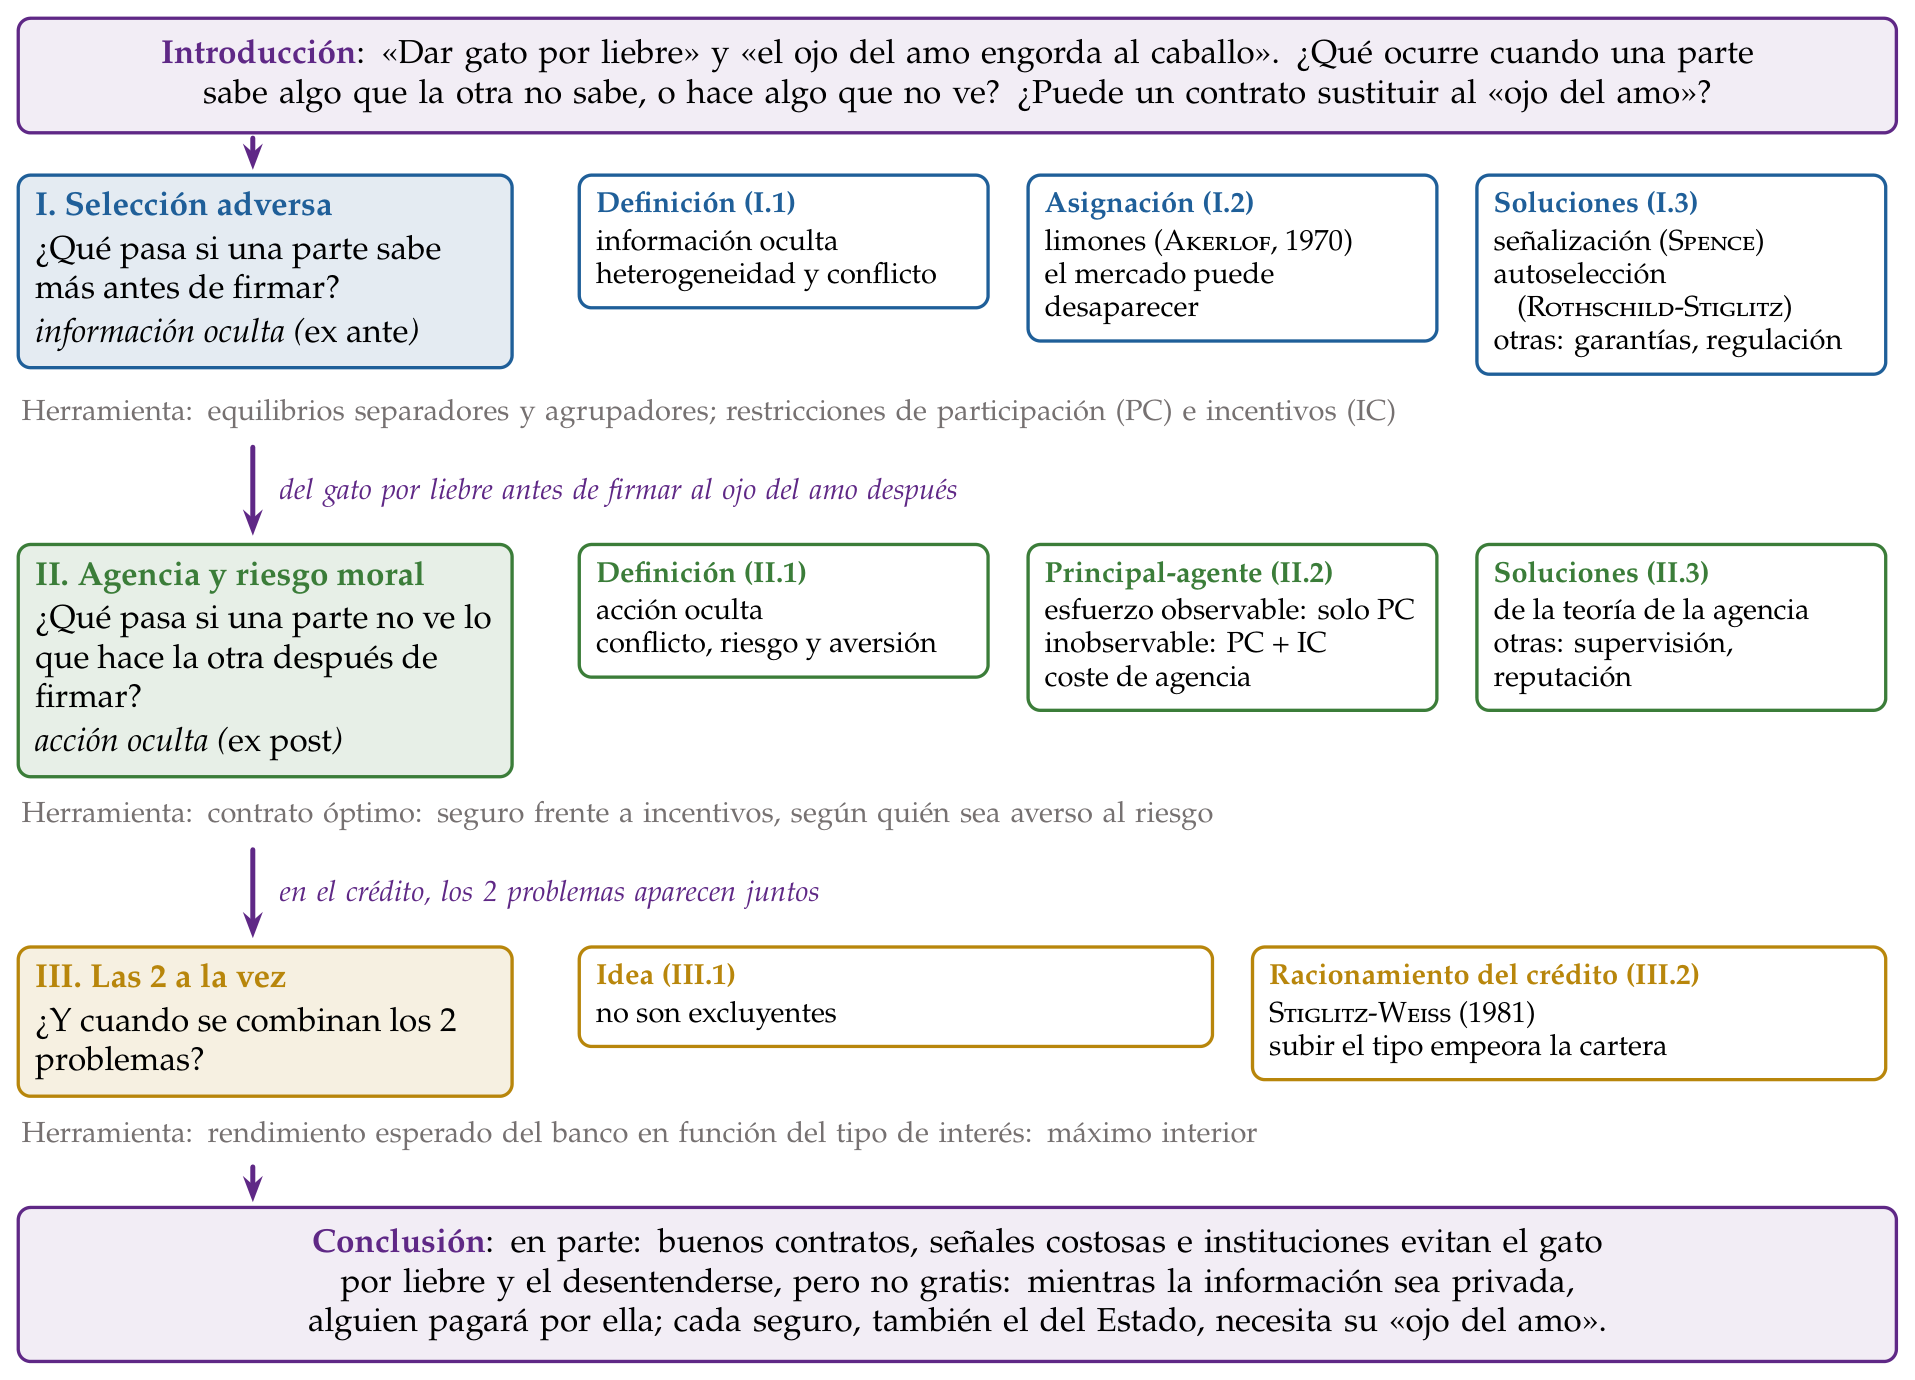 Introducción: «Dar gato por liebre» y «el ojo del amo engorda al caballo». ¿Qué ocurre cuando una parte
sabe algo que la otra no sabe, o hace algo que no ve? ¿Puede un contrato sustituir al «ojo del amo»?
I. Selección adversa
¿Qué pasa si una parte sabe
más antes de firmar?
información oculta (ex ante)
Definición (I.1)
información oculta
heterogeneidad y conflicto
Asignación (I.2)
limones (Akerlof, 1970)
el mercado puede
desaparecer
Soluciones (I.3)
señalización (Spence)
autoselección
(Rothschild-Stiglitz)
otras: garantías, regulación
Herramienta: equilibrios separadores y agrupadores; restricciones de participación (PC) e incentivos (IC)
del gato por liebre antes de firmar al ojo del amo después
II. Agencia y riesgo moral
¿Qué pasa si una parte no ve lo
que hace la otra después de
firmar?
acción oculta (ex post)
Definición (II.1)
acción oculta
conflicto, riesgo y aversión
Principal-agente (II.2)
esfuerzo observable: solo PC
inobservable: PC + IC
coste de agencia
Soluciones (II.3)
de la teoría de la agencia
otras: supervisión,
reputación
Herramienta: contrato óptimo: seguro frente a incentivos, según quién sea averso al riesgo
en el crédito, los 2 problemas aparecen juntos
III. Las 2 a la vez
¿Y cuando se combinan los 2
problemas?
Idea (III.1)
no son excluyentes
Racionamiento del crédito (III.2)
Stiglitz-Weiss (1981)
subir el tipo empeora la cartera
Herramienta: rendimiento esperado del banco en función del tipo de interés: máximo interior
Conclusión: en parte: buenos contratos, señales costosas e instituciones evitan el gato
por liebre y el desentenderse, pero no gratis: mientras la información sea privada,
alguien pagará por ella; cada seguro, también el del Estado, necesita su «ojo del amo».